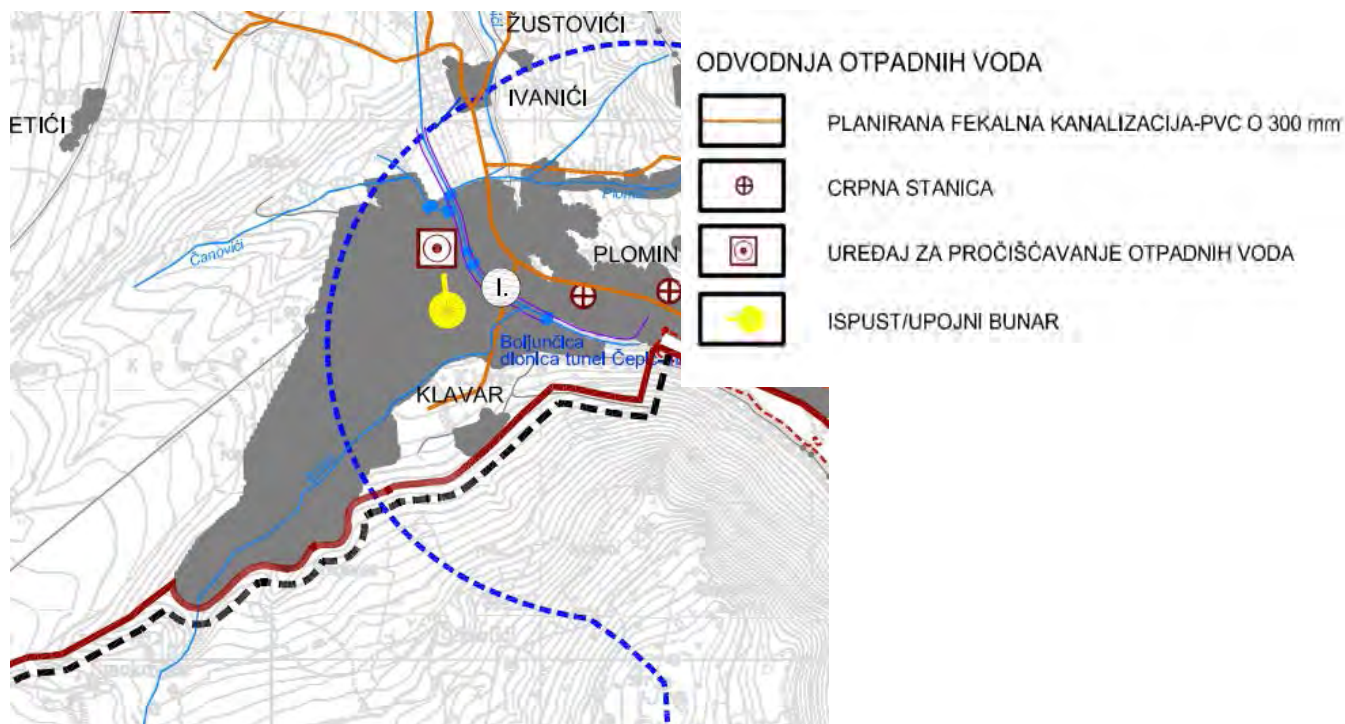 ŽUSTOVIĆI
IVANIĆI
ETIĆI
Čanovići
PLOMIN
I.
Boljunčica
dionica tunel Čepić
KLAVAR
ODVODNJA OTPADNIH VODA
PLANIRANA FEKALNA KANALIZACIJA-PVC O 300 mm
CRPNA STANICA
UREĐAJ ZA PROČIŠĆAVANJE OTPADNIH VODA
ISPUST/UPOJNI BUNAR